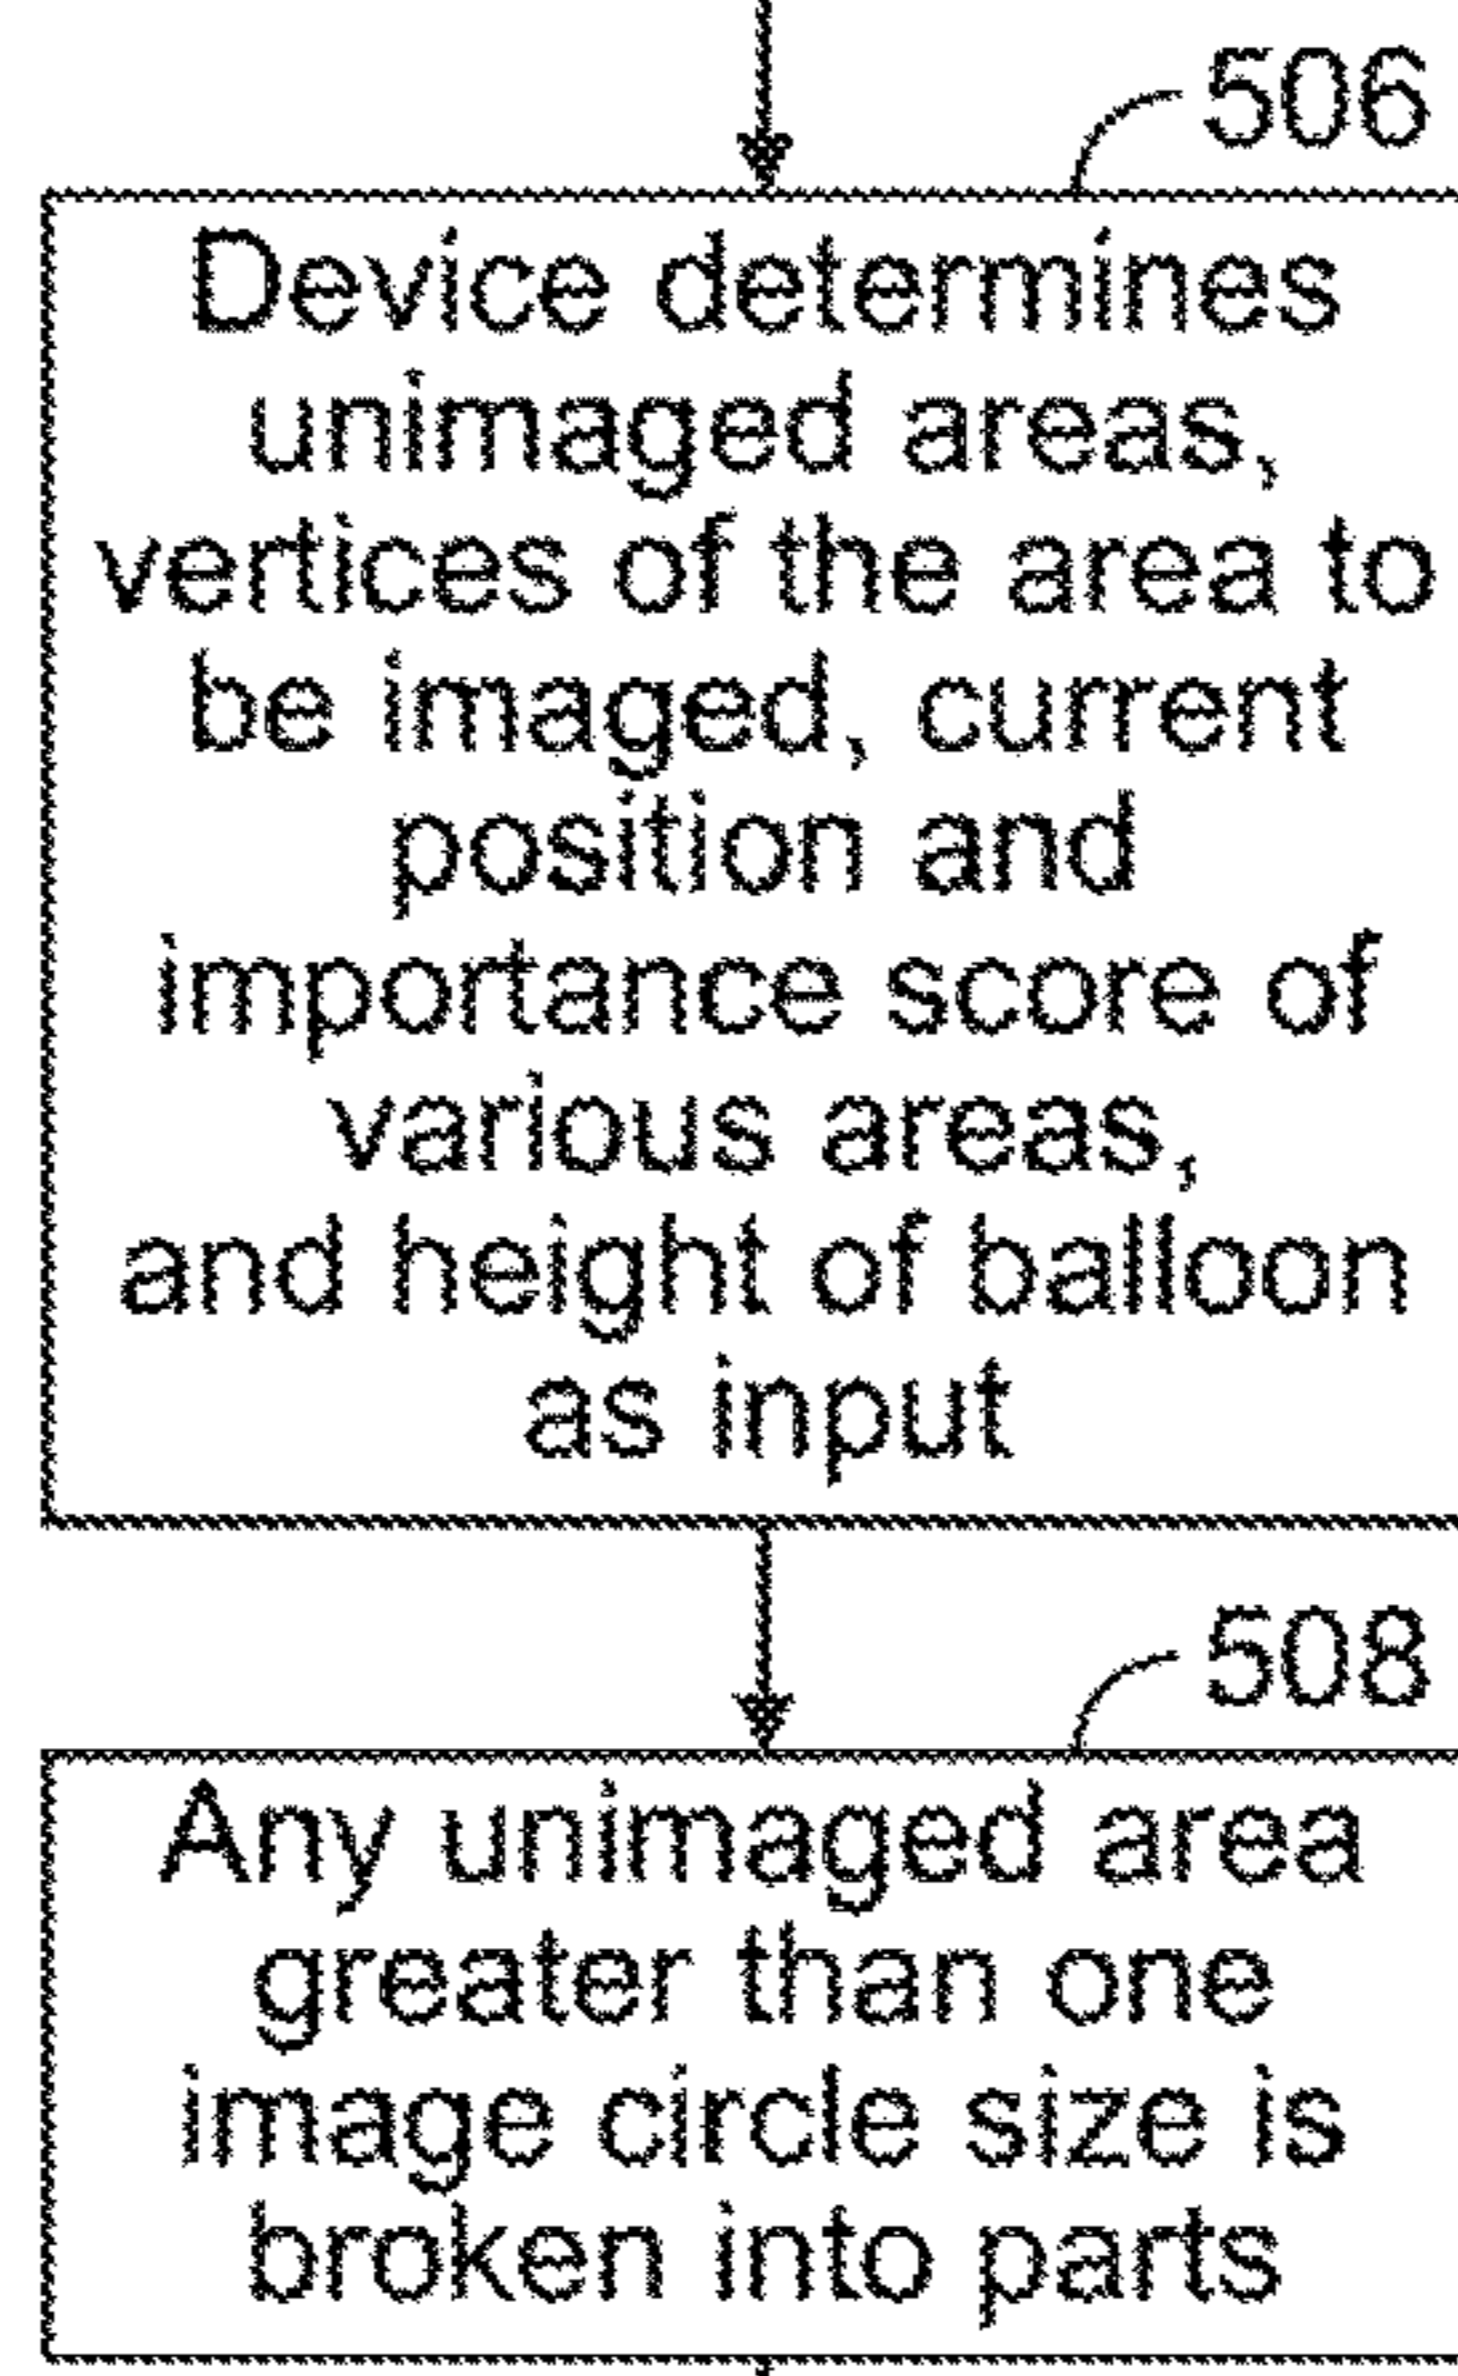 506
Device determines
unimaged areas,
vertices of the area to
be imaged, current
position and
importance score of
various areas,
and height of balloon
as input
508
Any unimaged area
greater than one
image circle size is
broken into parts